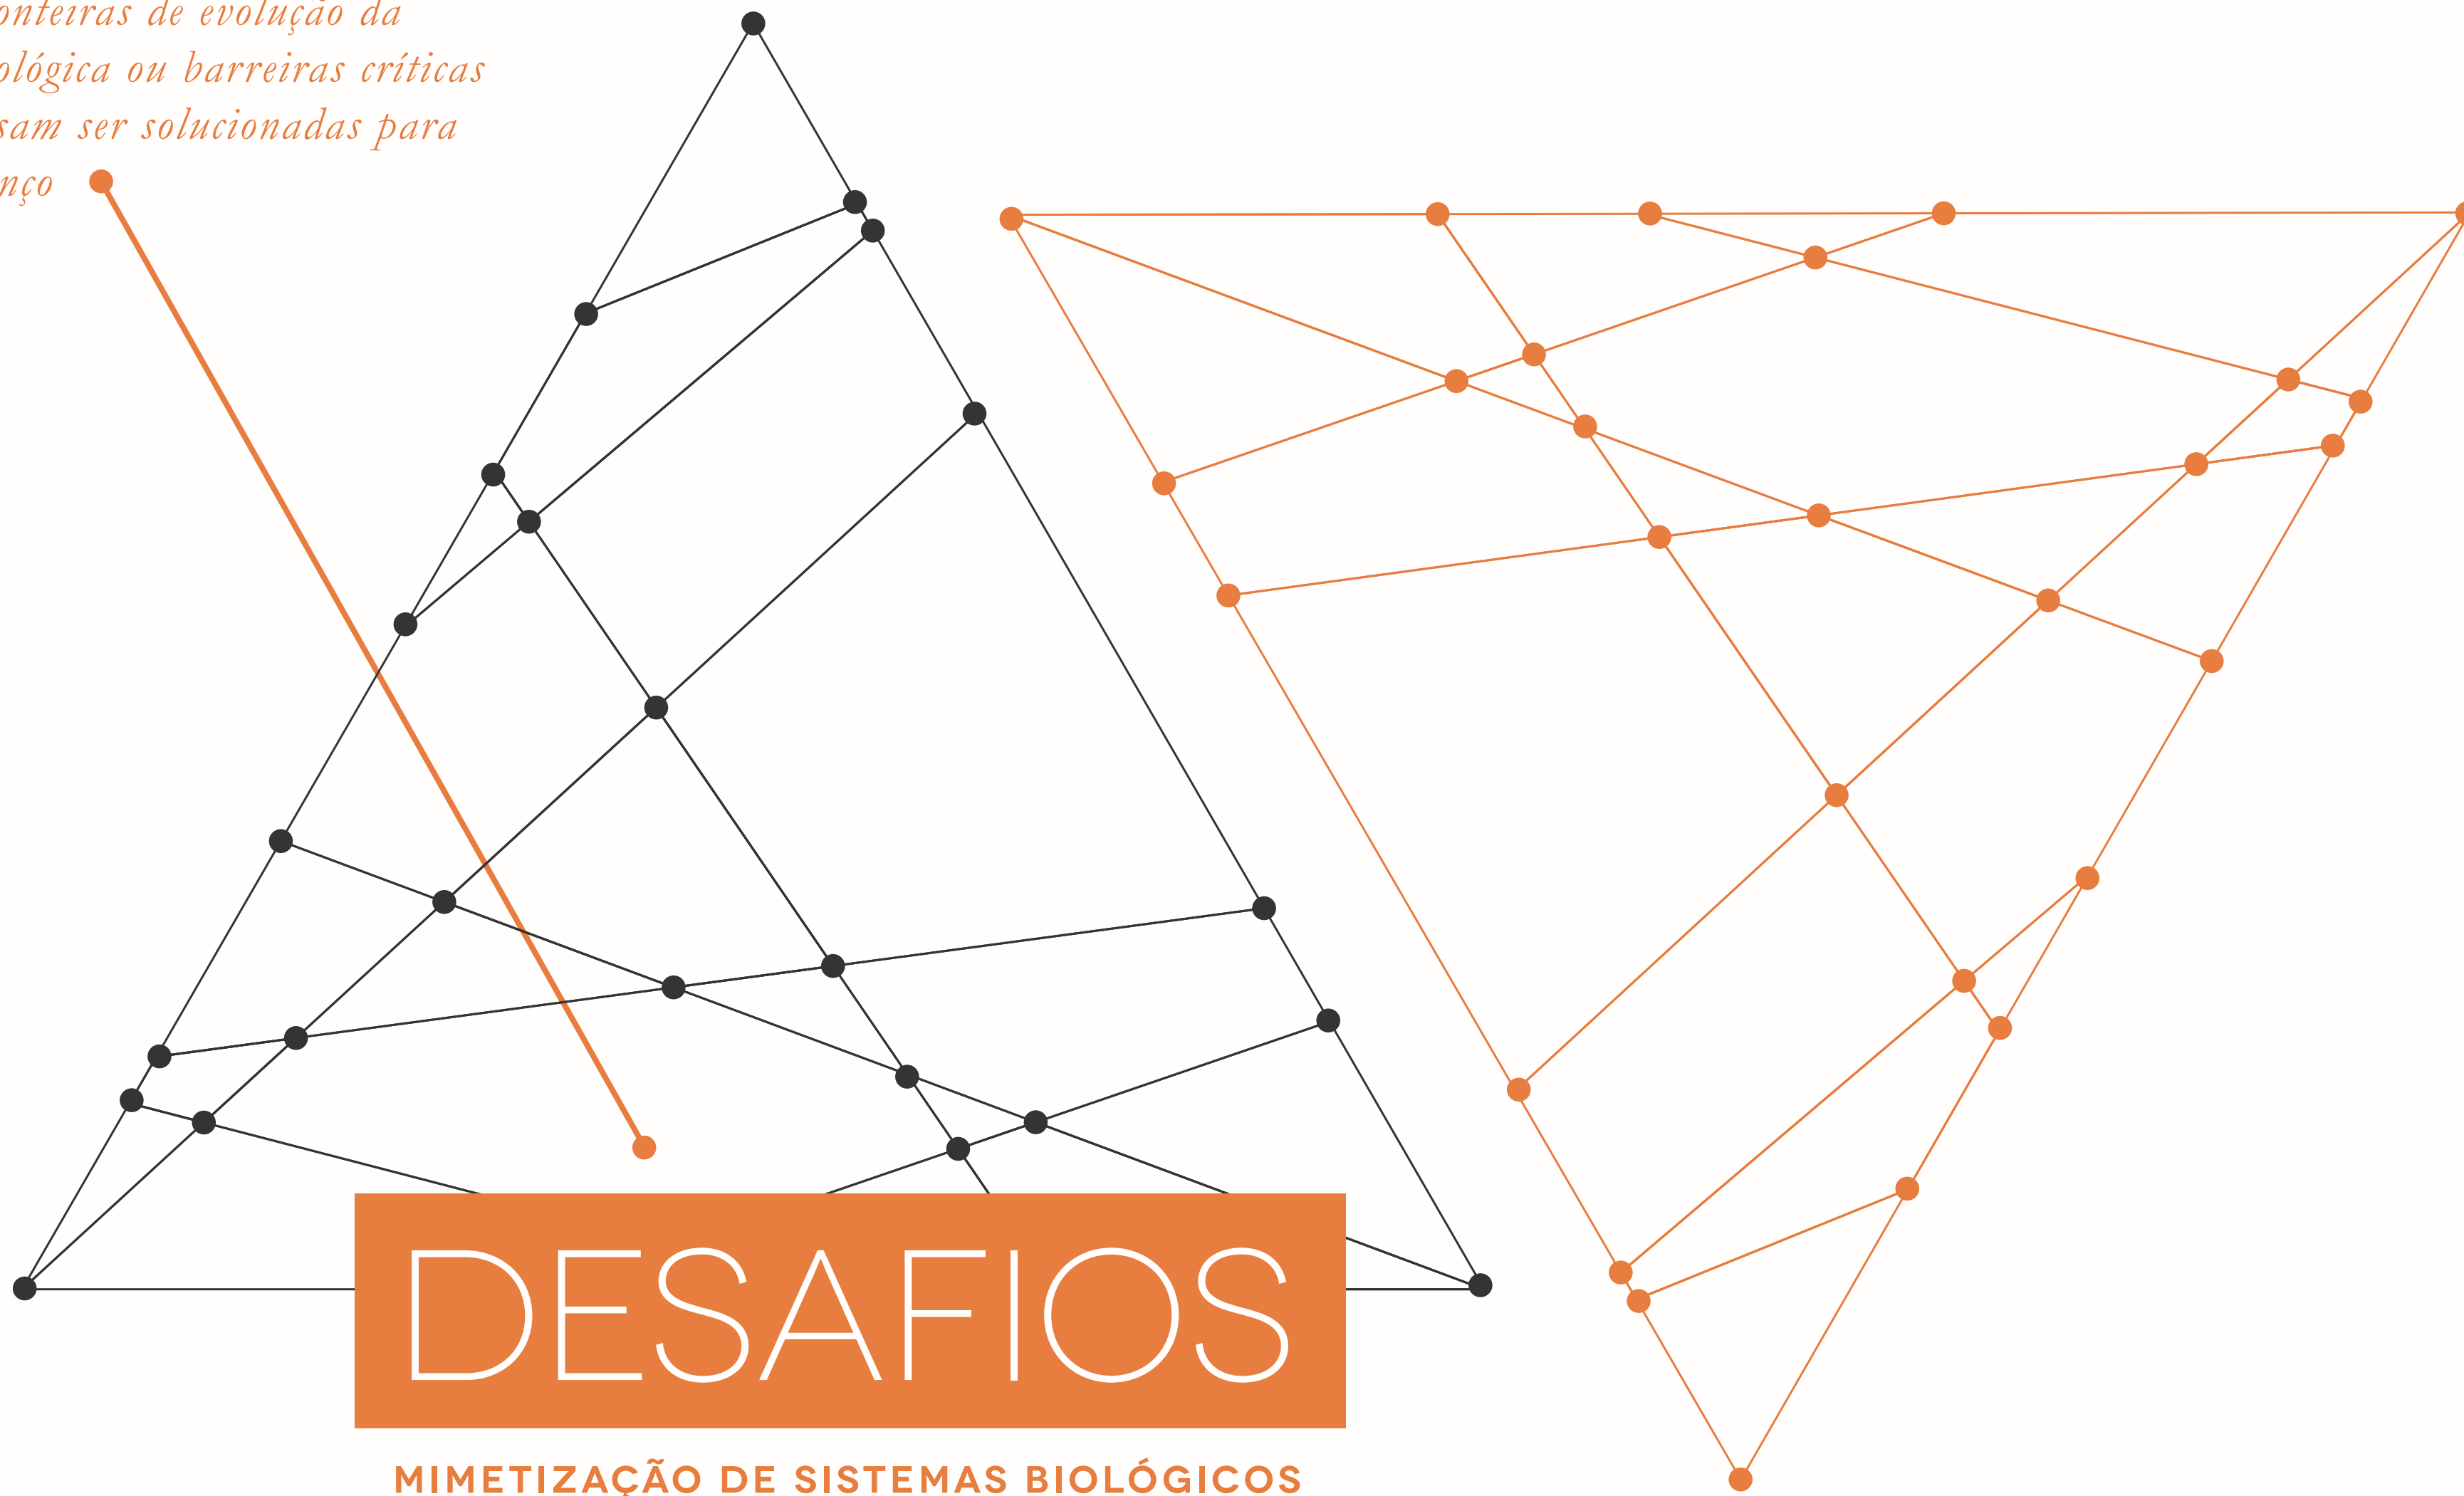 onteiras de evolução da
ológica ou barreiras críticas
sam ser solucionadas para
nço
DESAFIOS
MIMETIZAÇÃO DE SISTEMAS BIOLÓGICOS